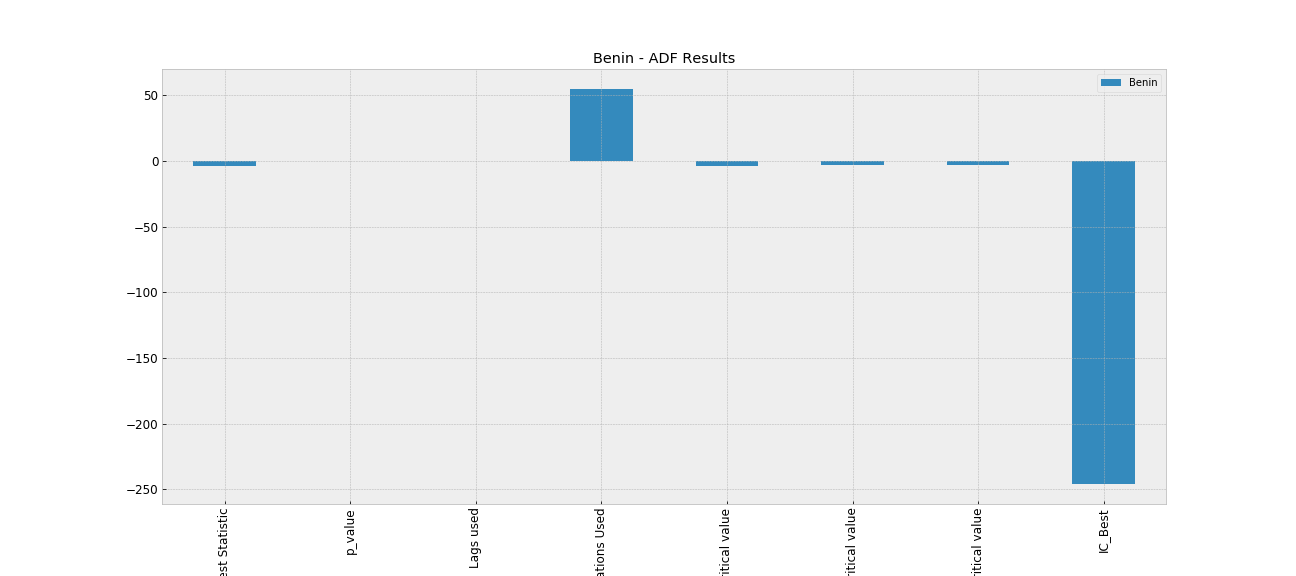 Benin - ADF Results
Benin
50
0
−50
−100
−150
−200
−250
est Statistic
p_value
Lags used
ations Used
ritical value
ritical value
ritical value
IC_Best